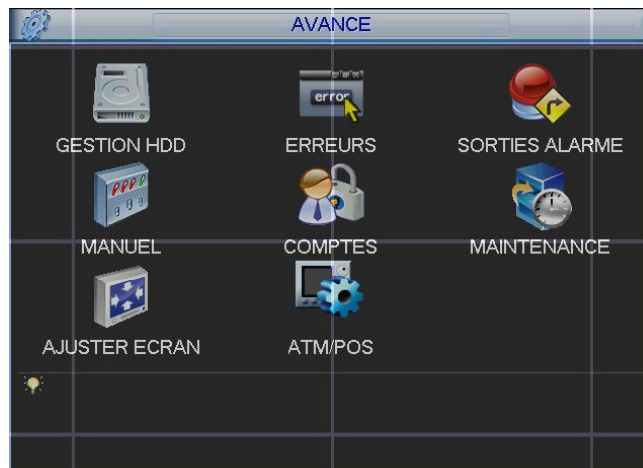 AVANCE
error
GESTION HDD ERREURS SORTIES ALARME
MANUEL COMPTES MAINTENANCE
AJUSTER ECRAN ATM/POS